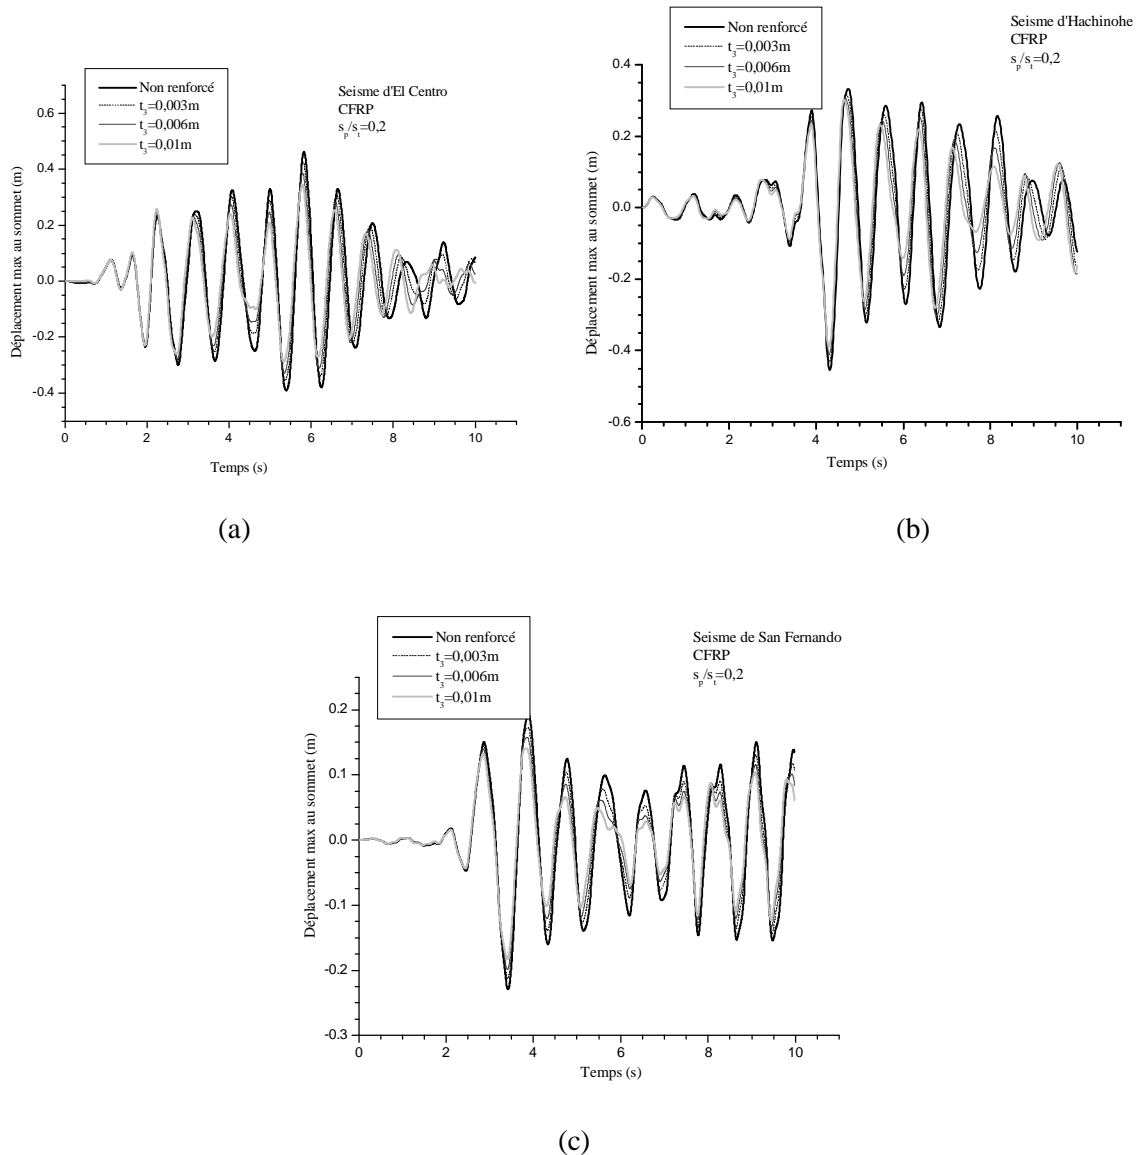 Non renforcé
t3=0,003m
t3=0,006m
t3=0,01m
Seisme d'El Centro
CFRP
sp/st=0,2
Déplacement max au sommet (m)
0.6
0.4
0.2
0.0
-0.2
-0.4
0 2 4 6 8 10
Temps (s)
(a)
Non renforcé
t3=0,003m
t3=0,006m
t3=0,01m
Seisme d'Hachinohe
CFRP
sp/st=0,2
Déplacement max au sommet (m)
0.4
0.2
0.0
-0.2
-0.4
-0.6
0 2 4 6 8 10
Temps (s)
(b)
Non renforcé
t3=0,003m
t3=0,006m
t3=0,01m
Seisme de San Fernando
CFRP
sp/st=0,2
Déplacement max au sommet (m)
0.2
0.1
0.0
-0.1
-0.2
-0.3
0 2 4 6 8 10
Temps (s)
(c)